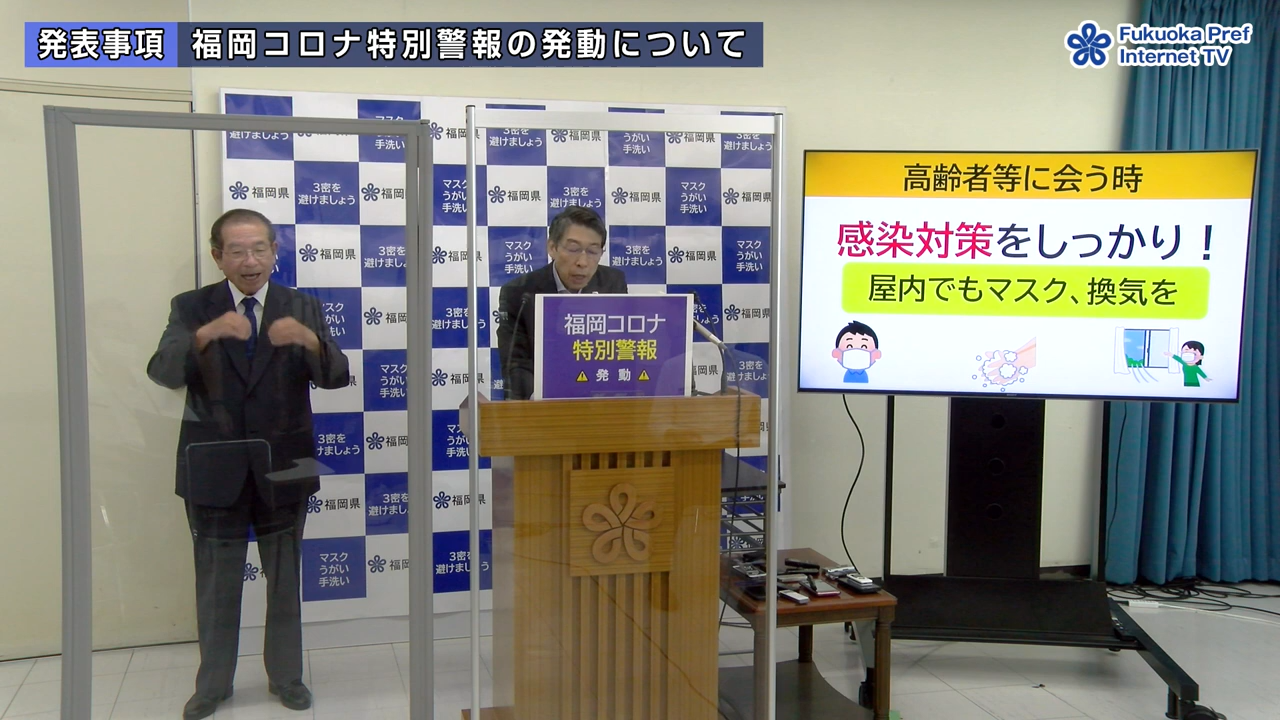 発表事項 福岡コロナ特別警報の発動について
Fukuoka Pref
Internet TV
高齢者等に会う時
感染対策をしっかり！
屋内でもマスク、換気を
福岡コロナ
特別警報
発動
マスク
うがい
手洗い
3密を
避けましょう
福岡県